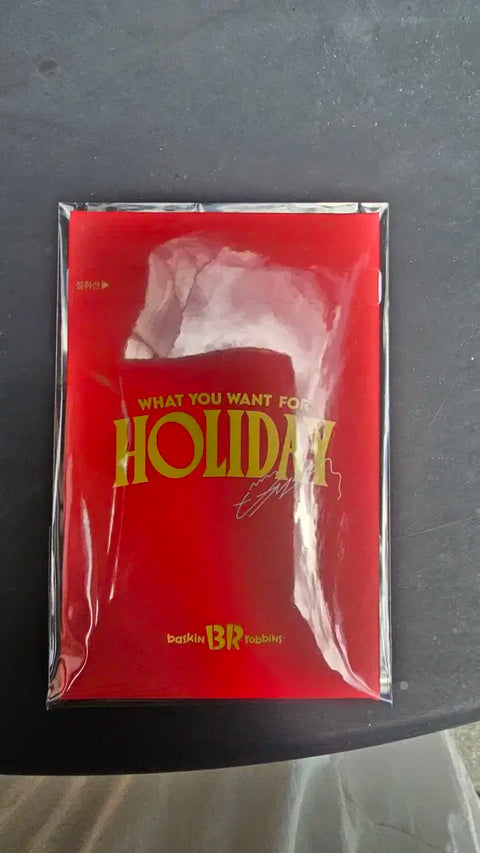 절취선▶
WHAT YOU WANT FOR
HOLIDAY
baskin BR robbins